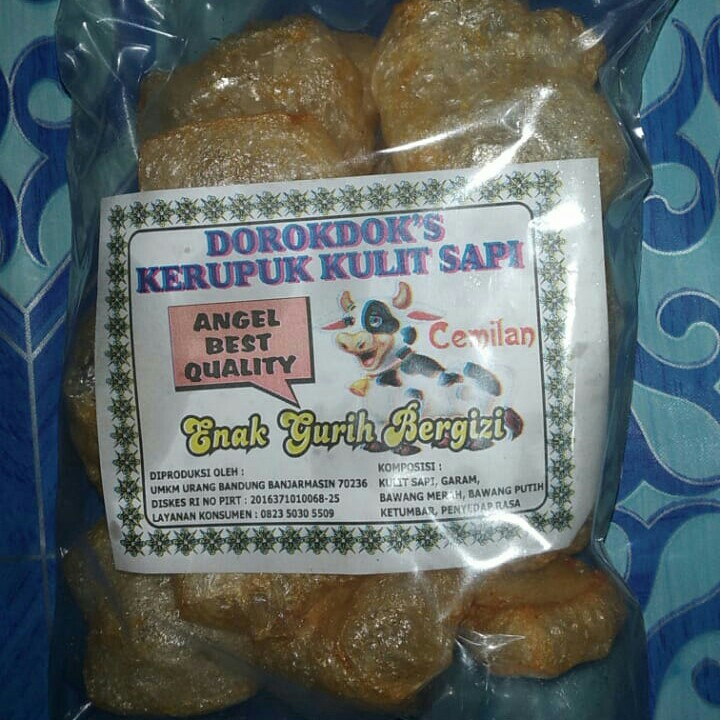 DOROKDOK'S
KERUPUK KULIT SAPI
ANGEL
BEST
QUALITY
Cemilan
Enak Gurih Bergizi
DIPRODUKSI OLEH :
UMKM URANG BANDUNG BANJARMASIN 70236
DISKES RI NO PIRT : 2016371010068-25
LAYANAN KONSUMEN : 0823 5030 5509
KOMPOSISI :
KULIT SAPI, GARAM,
BAWANG MERAH, BAWANG PUTIH
KETUMBAR, PENYEDAP RASA